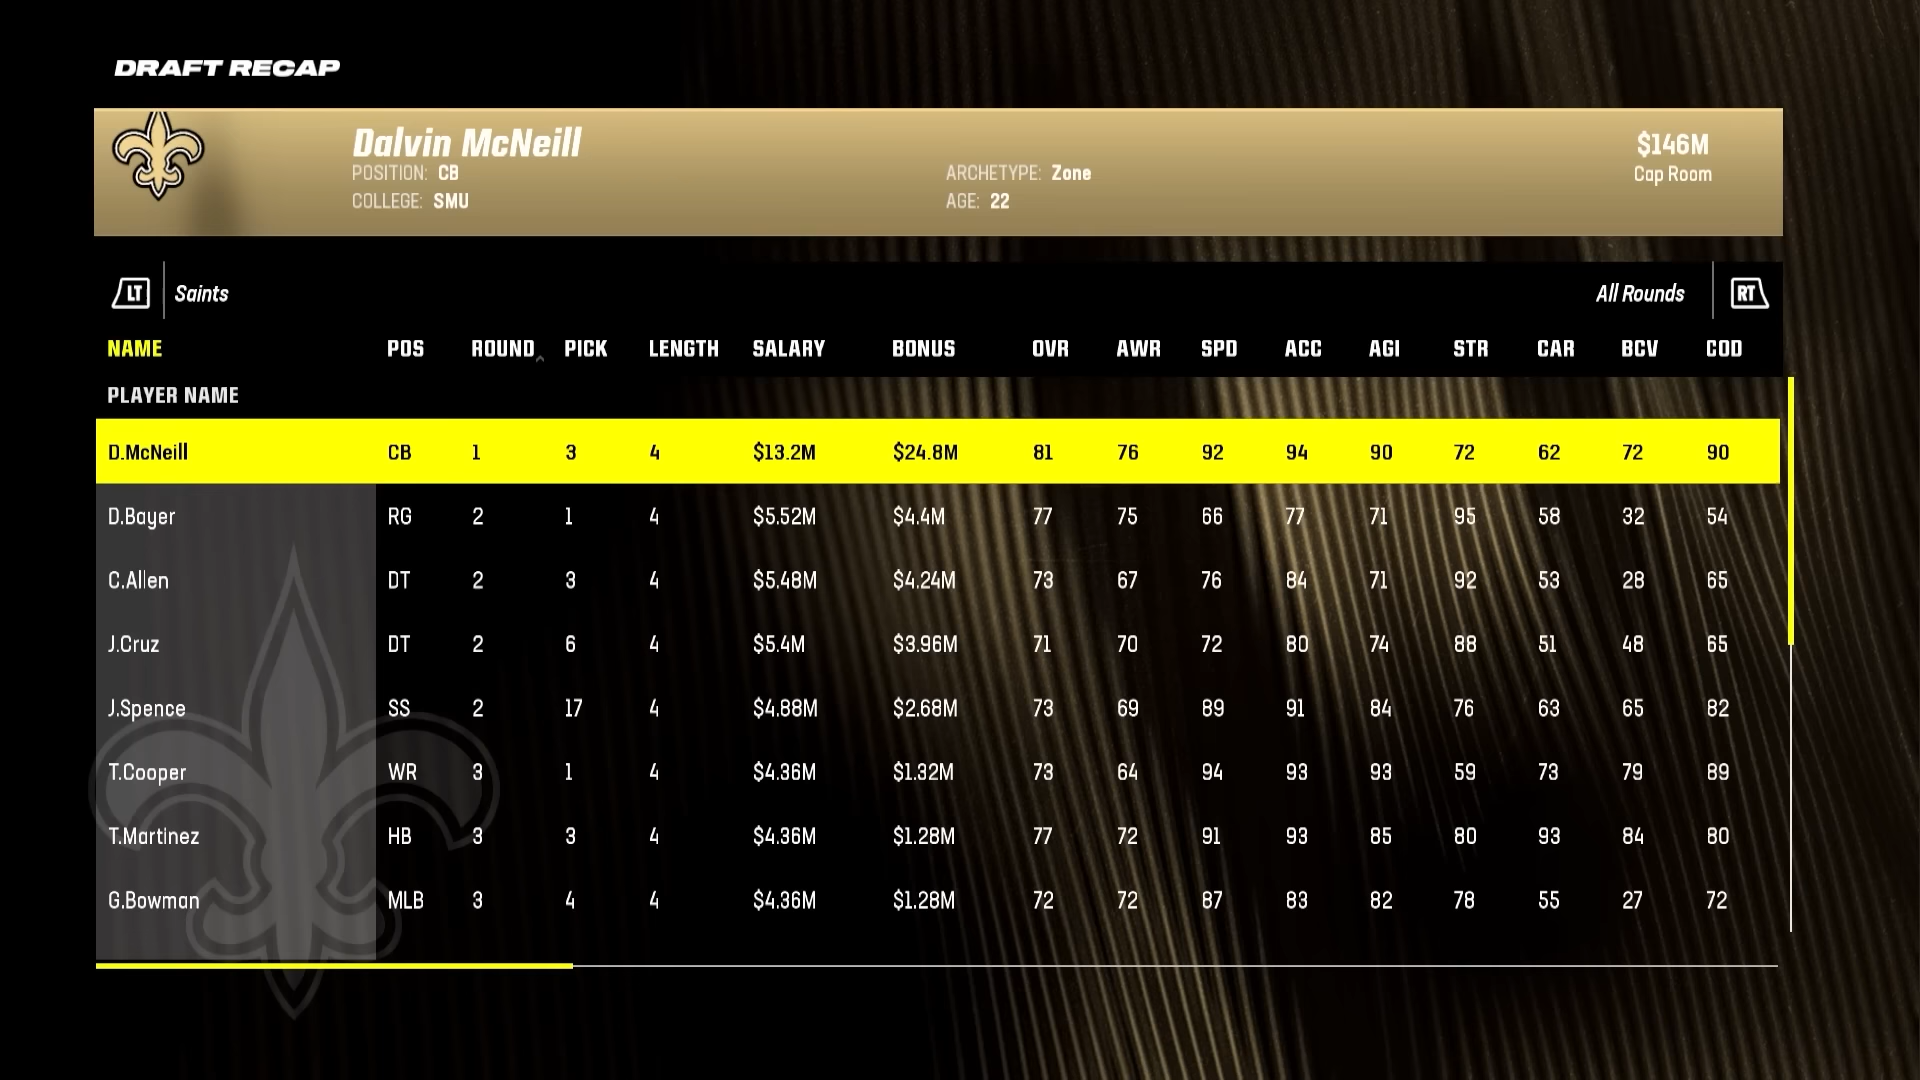 DRAFT RECAP
Dalvin McNeill
POSITION: CB
COLLEGE: SMU
ARCHETYPE: Zone
AGE: 22
$146M
Cap Room
LT Saints All Rounds RT
NAME POS ROUND PICK LENGTH SALARY BONUS OVR AWR SPD ACC AGI STR CAR BCV COD
PLAYER NAME
D.McNeill CB 1 3 4 $13.2M $24.8M 81 76 92 94 90 72 62 72 90
D.Bayer RG 2 1 4 $5.52M $4.4M 77 75 66 77 71 95 58 32 54
C.Allen DT 2 3 4 $5.48M $4.24M 73 67 76 84 71 92 53 28 65
J.Cruz DT 2 6 4 $5.4M $3.96M 71 70 72 80 74 88 51 48 65
J.Spence SS 2 17 4 $4.88M $2.68M 73 69 89 91 84 76 63 65 82
T.Cooper WR 3 1 4 $4.36M $1.32M 73 64 94 93 93 59 73 79 89
T.Martinez HB 3 3 4 $4.36M $1.28M 77 72 91 93 85 80 93 84 80
G.Bowman MLB 3 4 4 $4.36M $1.28M 72 72 87 83 82 78 55 27 72